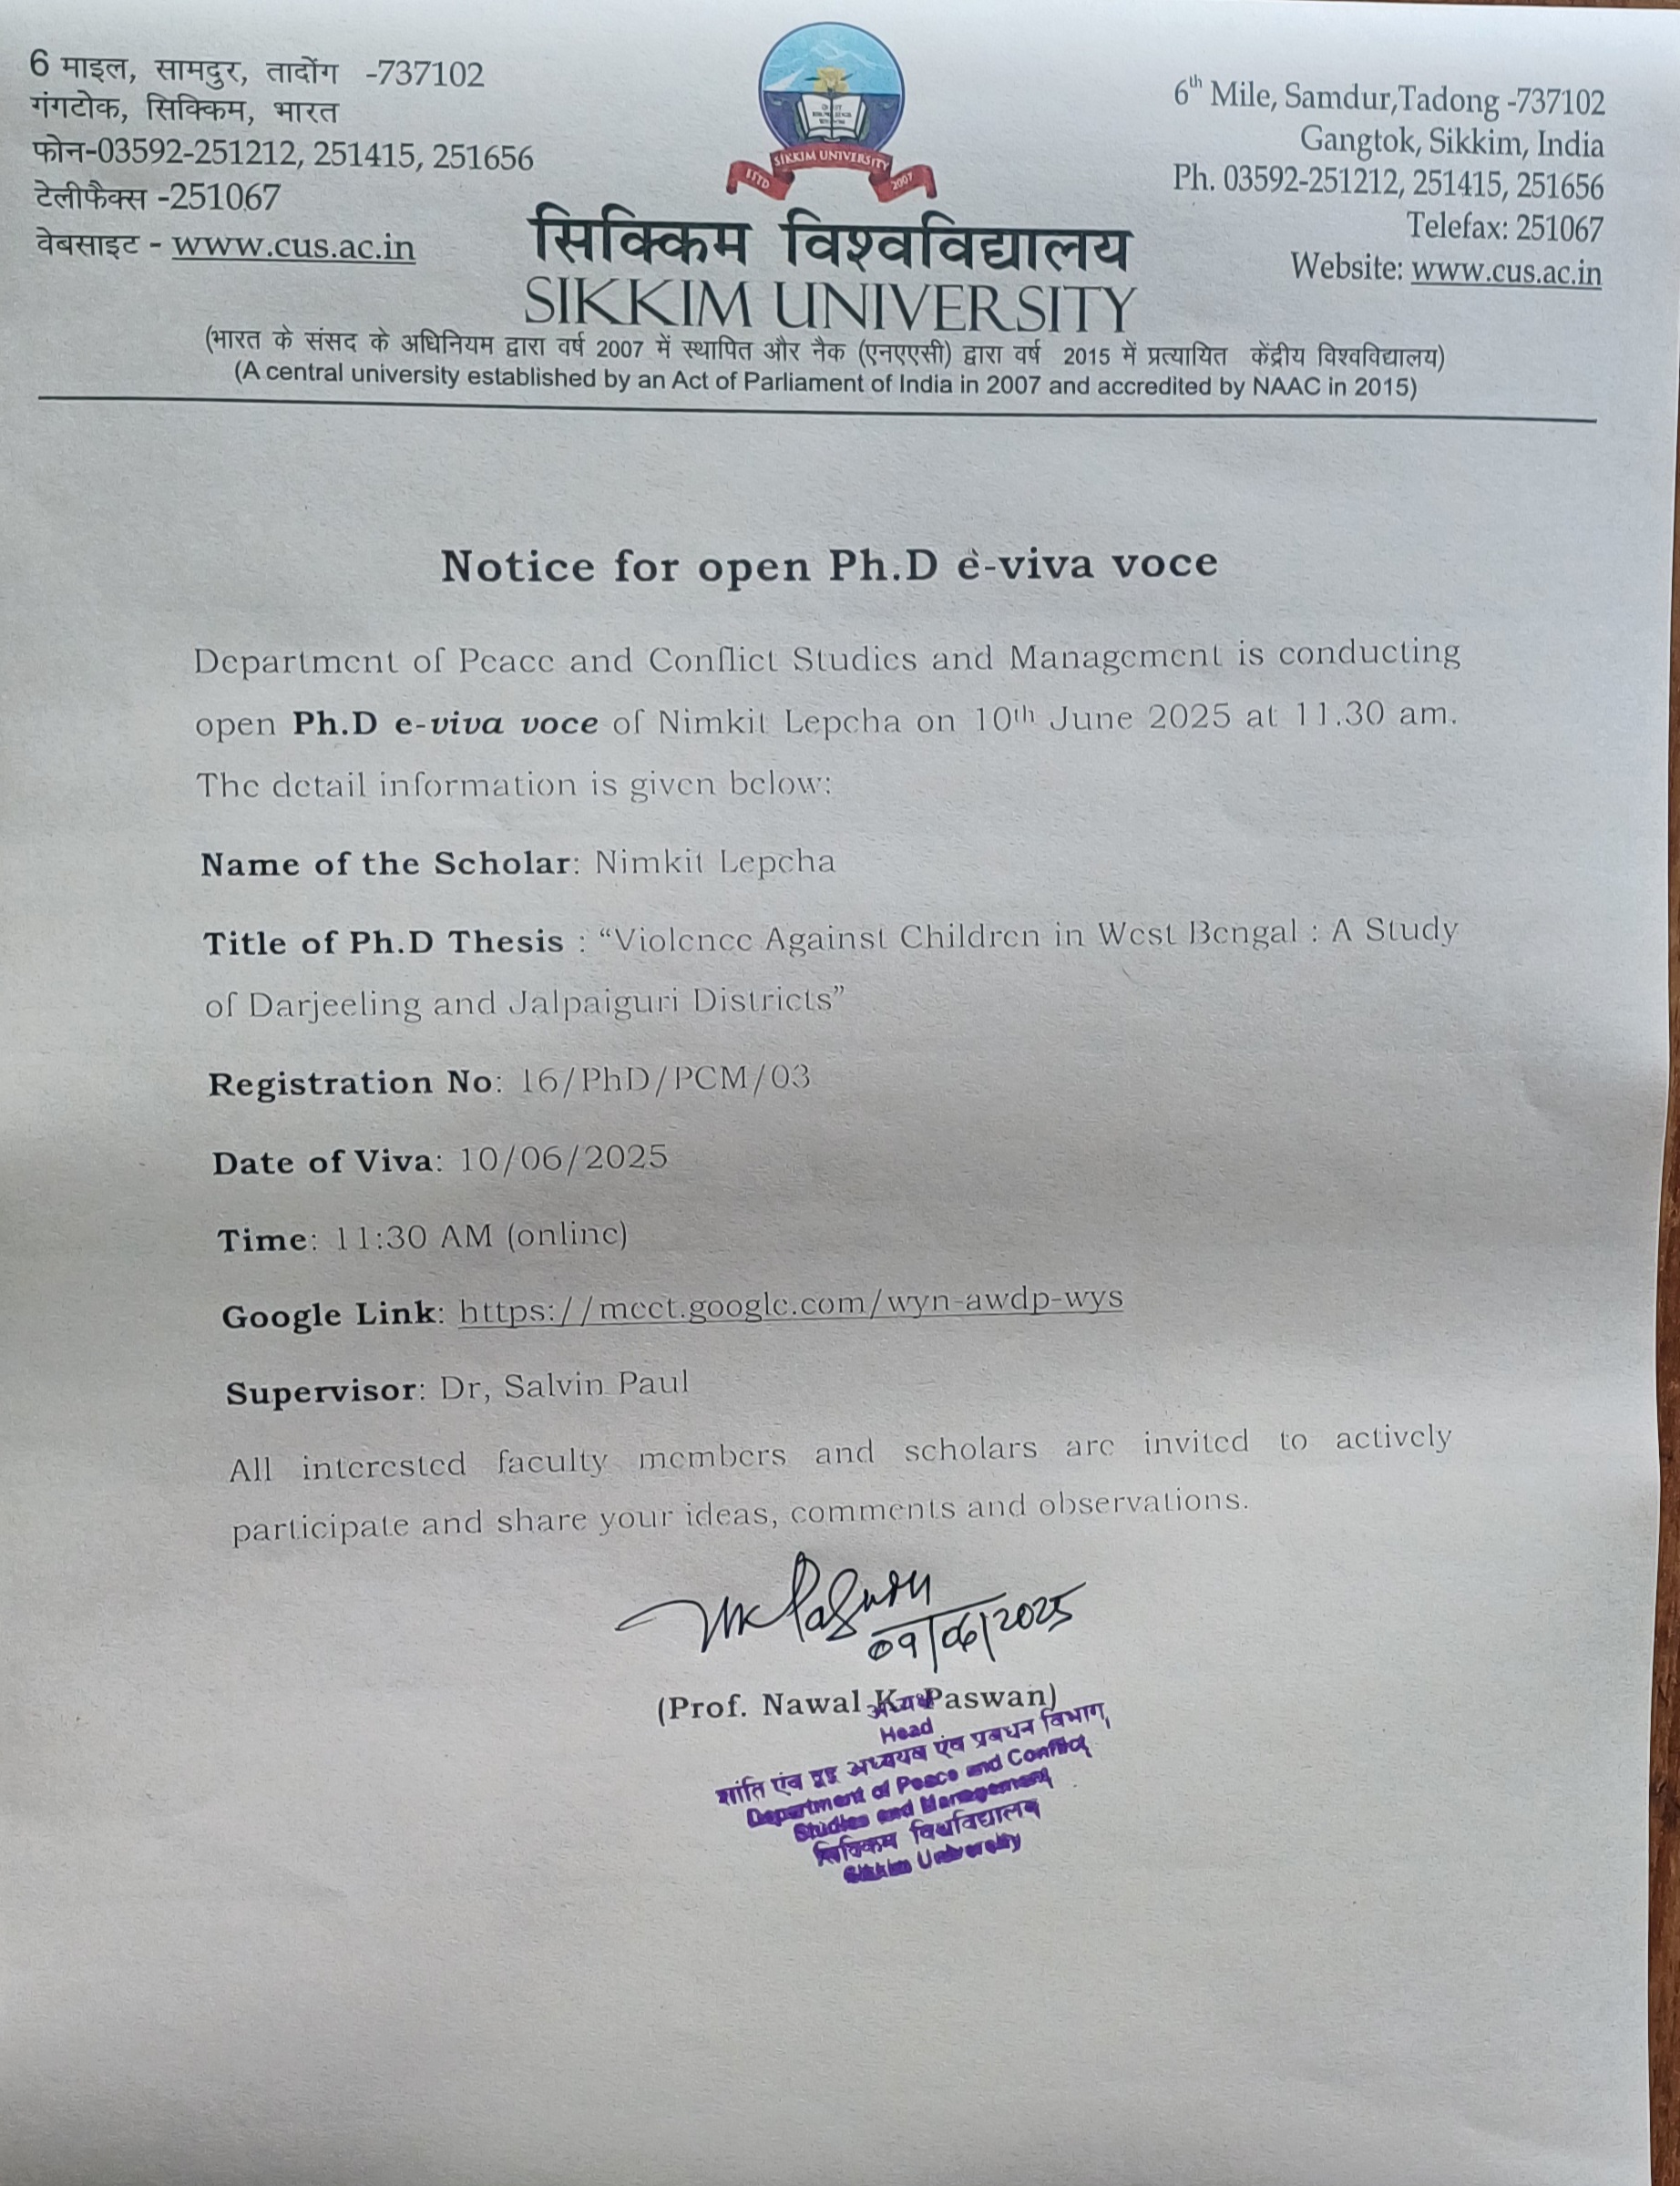 6 माइल, सामदुर, तादोंग -737102
गंगटोक, सिक्किम, भारत
फोन-03592-251212, 251415, 251656
टेलीफैक्स -251067
वेबसाइट - www.cus.ac.in
6th Mile, Samdur,Tadong -737102
Gangtok, Sikkim, India
Ph. 03592-251212, 251415, 251656
Telefax: 251067
Website: www.cus.ac.in
SIKKIM UNIVERSITY
ESTD 2007
सिक्किम विश्वविद्यालय
SIKKIM UNIVERSITY
(भारत के संसद के अधिनियम द्वारा वर्ष 2007 में स्थापित और नैक (एनएएसी) द्वारा वर्ष 2015 में प्रत्यायित केंद्रीय विश्वविद्यालय)
(A central university established by an Act of Parliament of India in 2007 and accredited by NAAC in 2015)
Notice for open Ph.D e-viva voce
Department of Peace and Conflict Studies and Management is conducting
open Ph.D e-viva voce of Nimkit Lepcha on 10th June 2025 at 11.30 am.
The detail information is given below:
Name of the Scholar: Nimkit Lepcha
Title of Ph.D Thesis : “Violence Against Children in West Bengal : A Study
of Darjeeling and Jalpaiguri Districts”
Registration No: 16/PhD/PCM/03
Date of Viva: 10/06/2025
Time: 11:30 AM (online)
Google Link: https://meet.google.com/wyn-awdp-wys
Supervisor: Dr, Salvin Paul
All interested faculty members and scholars are invited to actively
participate and share your ideas, comments and observations.
09/06/2025
(Prof. Nawal K. Paswan)
अध्यक्ष
Head
शांति एंव द्वंद्व अध्ययन एंव प्रबंधन विभाग
Department of Peace and Conflict
Studies and Management
सिक्किम विश्वविद्यालय
Sikkim University